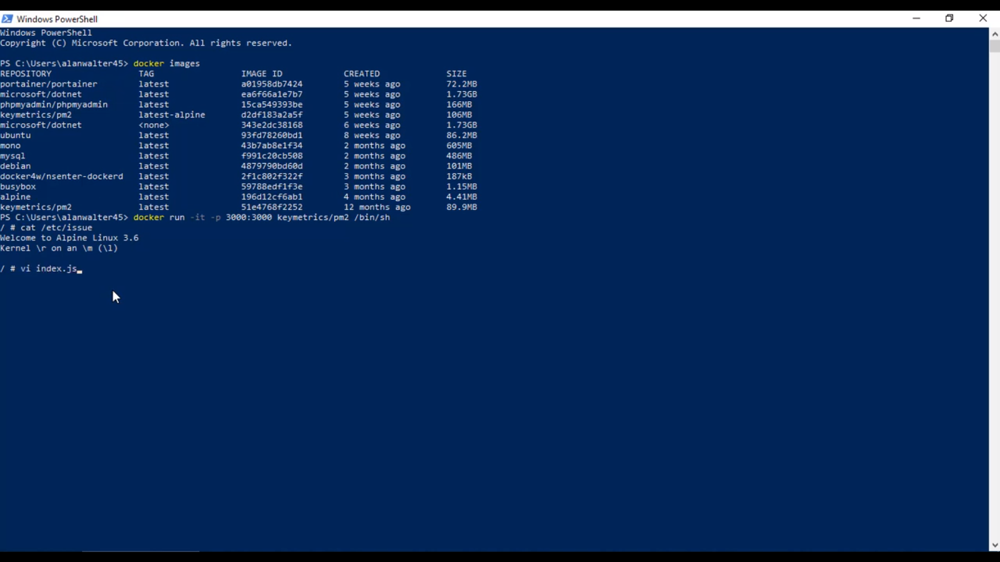 Windows PowerShell
Windows PowerShell
Copyright (C) Microsoft Corporation. All rights reserved.
PS C:\Users\alanwalter45> docker images
REPOSITORY TAG IMAGE ID CREATED SIZE
portainer/portainer latest a01958db7424 5 weeks ago 72.2MB
microsoft/dotnet latest ea6f66a1e7b7 5 weeks ago 1.73GB
phpmyadmin/phpmyadmin latest 15ca549393be 5 weeks ago 166MB
keymetrics/pm2 latest-alpine d2df183a2a5f 5 weeks ago 106MB
microsoft/dotnet <none> 343e2dc38168 6 weeks ago 1.73GB
ubuntu latest 93fd78260bd1 8 weeks ago 86.2MB
mono latest 43b7ab8e1f34 2 months ago 605MB
mysql latest f991c20cb508 2 months ago 486MB
debian latest 4879790bd60d 2 months ago 101MB
docker4w/nsenter-dockerd latest 2f1c802f322f 3 months ago 187kB
busybox latest 59788edf1f3e 3 months ago 1.15MB
alpine latest 196d12cf6ab1 4 months ago 4.41MB
keymetrics/pm2 latest 51e4768f2252 12 months ago 89.9MB
PS C:\Users\alanwalter45> docker run -it -p 3000:3000 keymetrics/pm2 /bin/sh
/ # cat /etc/issue
Welcome to Alpine Linux 3.6
Kernel \r on an \m (\l)
/ # vi index.js